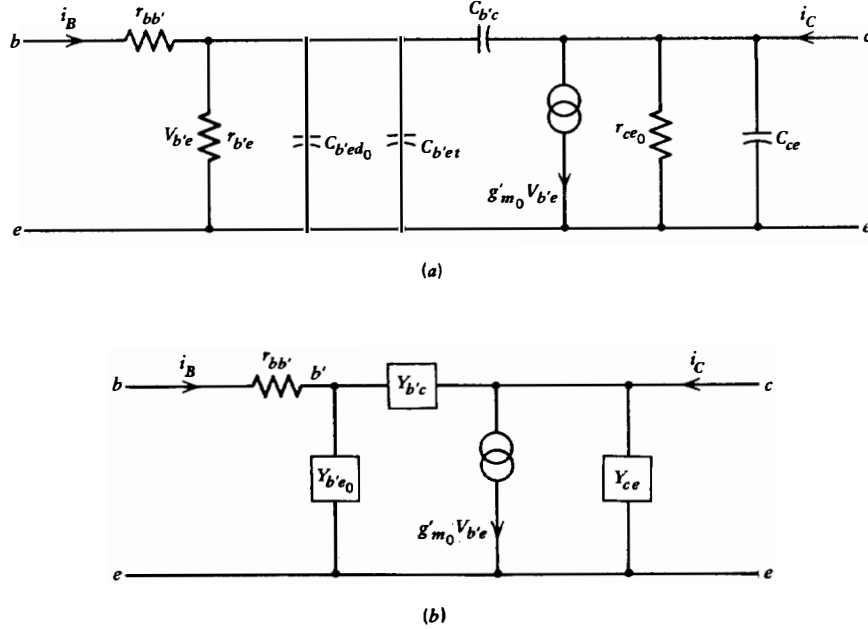 i_B r_bb' C_b'c i_C
b c
V_b'e r_b'e C_b'ed_0 C_b'et r_ce_0 C_ce
g'_m_0 V_b'e
e e
(a)
i_B r_bb' b' Y_b'c i_C
b c
Y_b'e_0 Y_ce
g'_m_0 V_b'e
e e
(b)